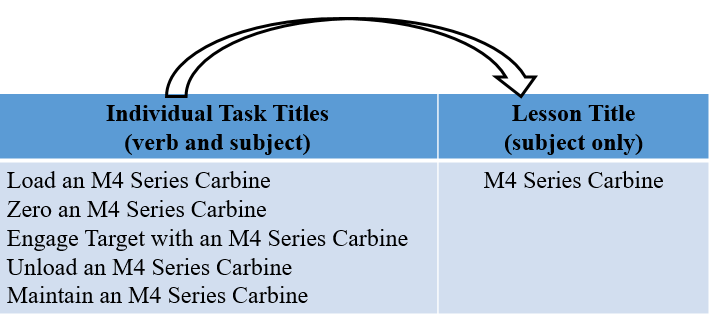 Individual Task Titles
(verb and subject)
Lesson Title
(subject only)
Load an M4 Series Carbine
Zero an M4 Series Carbine
Engage Target with an M4 Series Carbine
Unload an M4 Series Carbine
Maintain an M4 Series Carbine
M4 Series Carbine